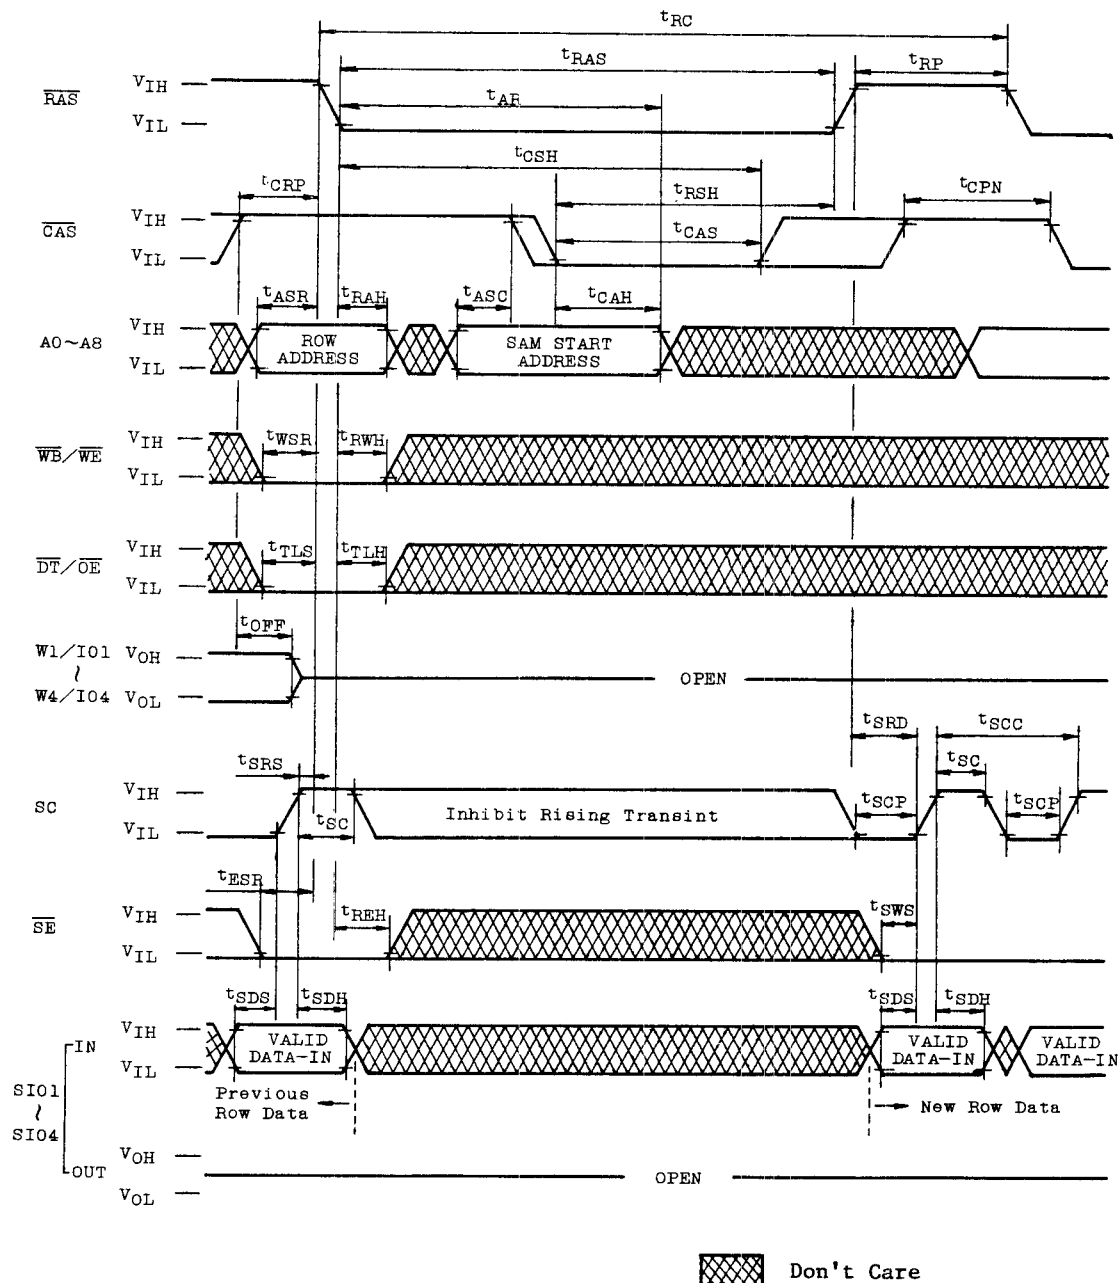 tRC
tRAS
tRP
tAR
RAS
VIH
VIL
tCSH
tCRP
tRSH
tCPN
CAS
VIH
VIL
tCAS
tASR
tRAH
tASC
tCAH
A0~A8
VIH
VIL
ROW
ADDRESS
SAM START
ADDRESS
WB/WE
VIH
VIL
tWSR
tRWH
DT/OE
VIH
VIL
tTLS
tTLH
tOFF
W1/IO1
~
W4/IO4
VOH
VOL
OPEN
tSRD
tSCC
tSRS
tSC
SC
VIH
VIL
tSC
Inhibit Rising Transint
tSCP
tSCP
tESR
tREH
tSWS
SE
VIH
VIL
tSDS
tSDH
tSDS
tSDH
VIH
VIL
IN
VALID
DATA-IN
VALID
DATA-IN
VALID
DATA-IN
SIO1
~
SIO4
Previous
Row Data
New Row Data
OUT
VOH
VOL
OPEN
Don't Care